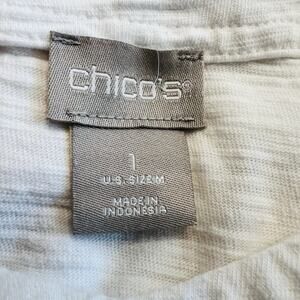 chico's®
1
U.S. SIZE M
MADE IN
INDONESIA